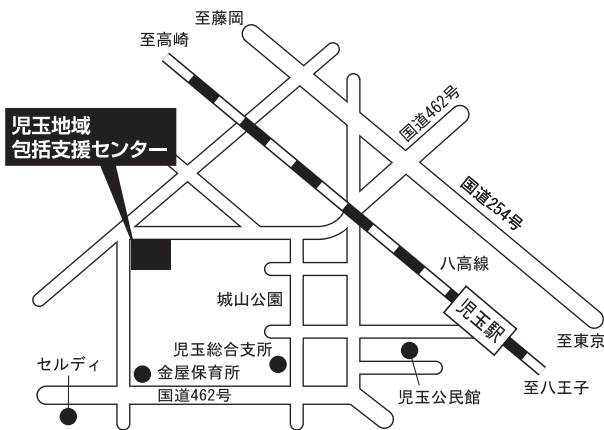 至藤岡
至高崎
国道462号
児玉地域
包括支援センター
国道254号
八高線
城山公園
児玉駅
至東京
児玉総合支所
セルディ
金屋保育所
至八王子
児玉公民館
国道462号